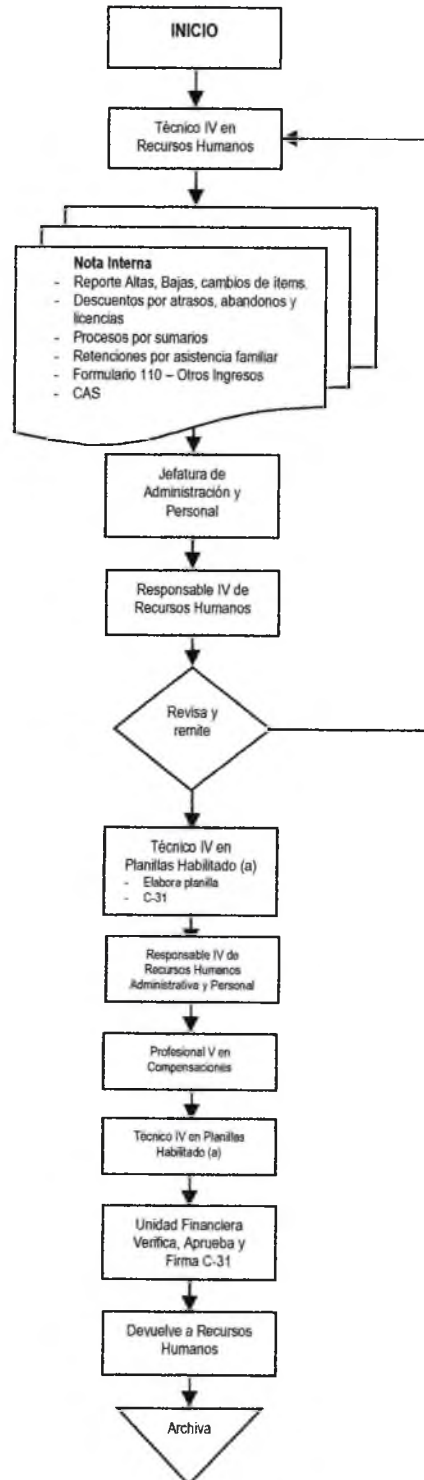 INICIO
Técnico IV en
Recursos Humanos
Nota Interna
- Reporte Altas, Bajas, cambios de items.
- Descuentos por atrasos, abandonos y
licencias
- Procesos por sumarios
- Retenciones por asistencia familiar
- Formulario 110 – Otros Ingresos
- CAS
Jefatura de
Administración y
Personal
Responsable IV de
Recursos Humanos
Revisa y
remite
Técnico IV en
Planillas Habilitado (a)
- Elabora planilla
- C-31
Responsable IV de
Recursos Humanos
Administrativa y Personal
Profesional V en
Compensaciones
Técnico IV en Planillas
Habilitado (a)
Unidad Financiera
Verifica, Aprueba y
Firma C-31
Devuelve a Recursos
Humanos
Archiva